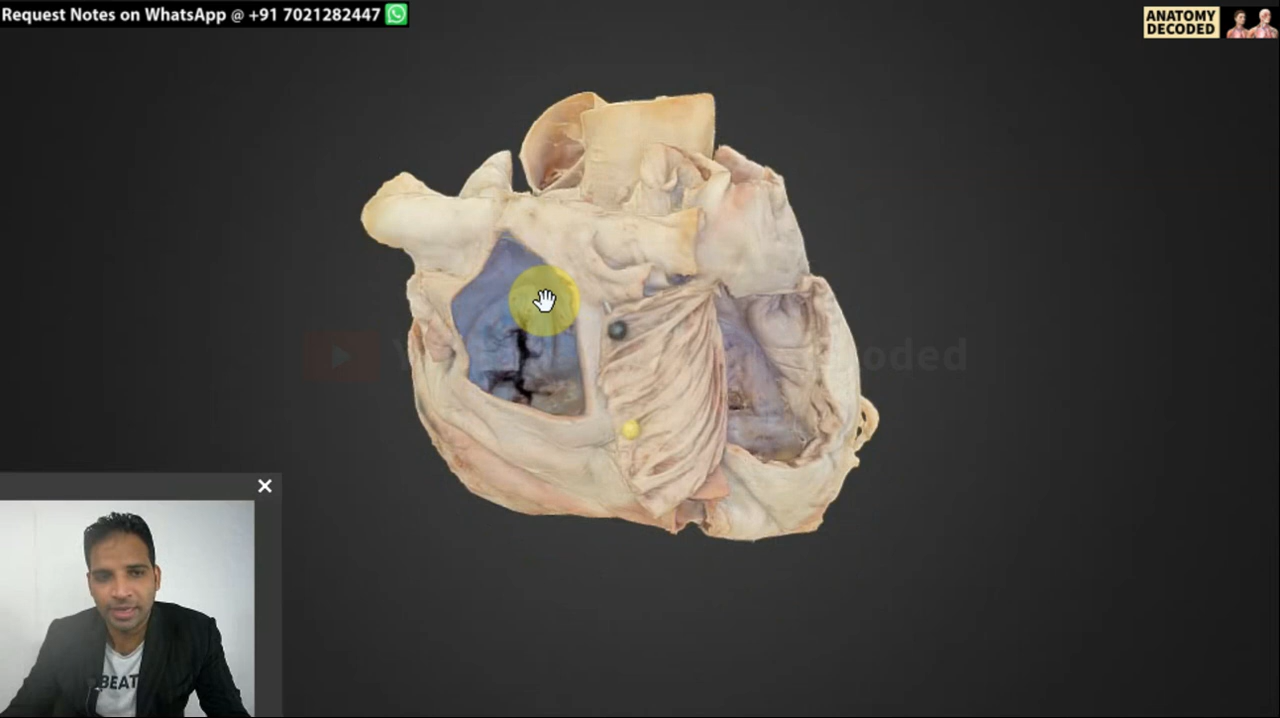 Request Notes on WhatsApp @ +91 7021282447
ANATOMY
DECODED
BEAT